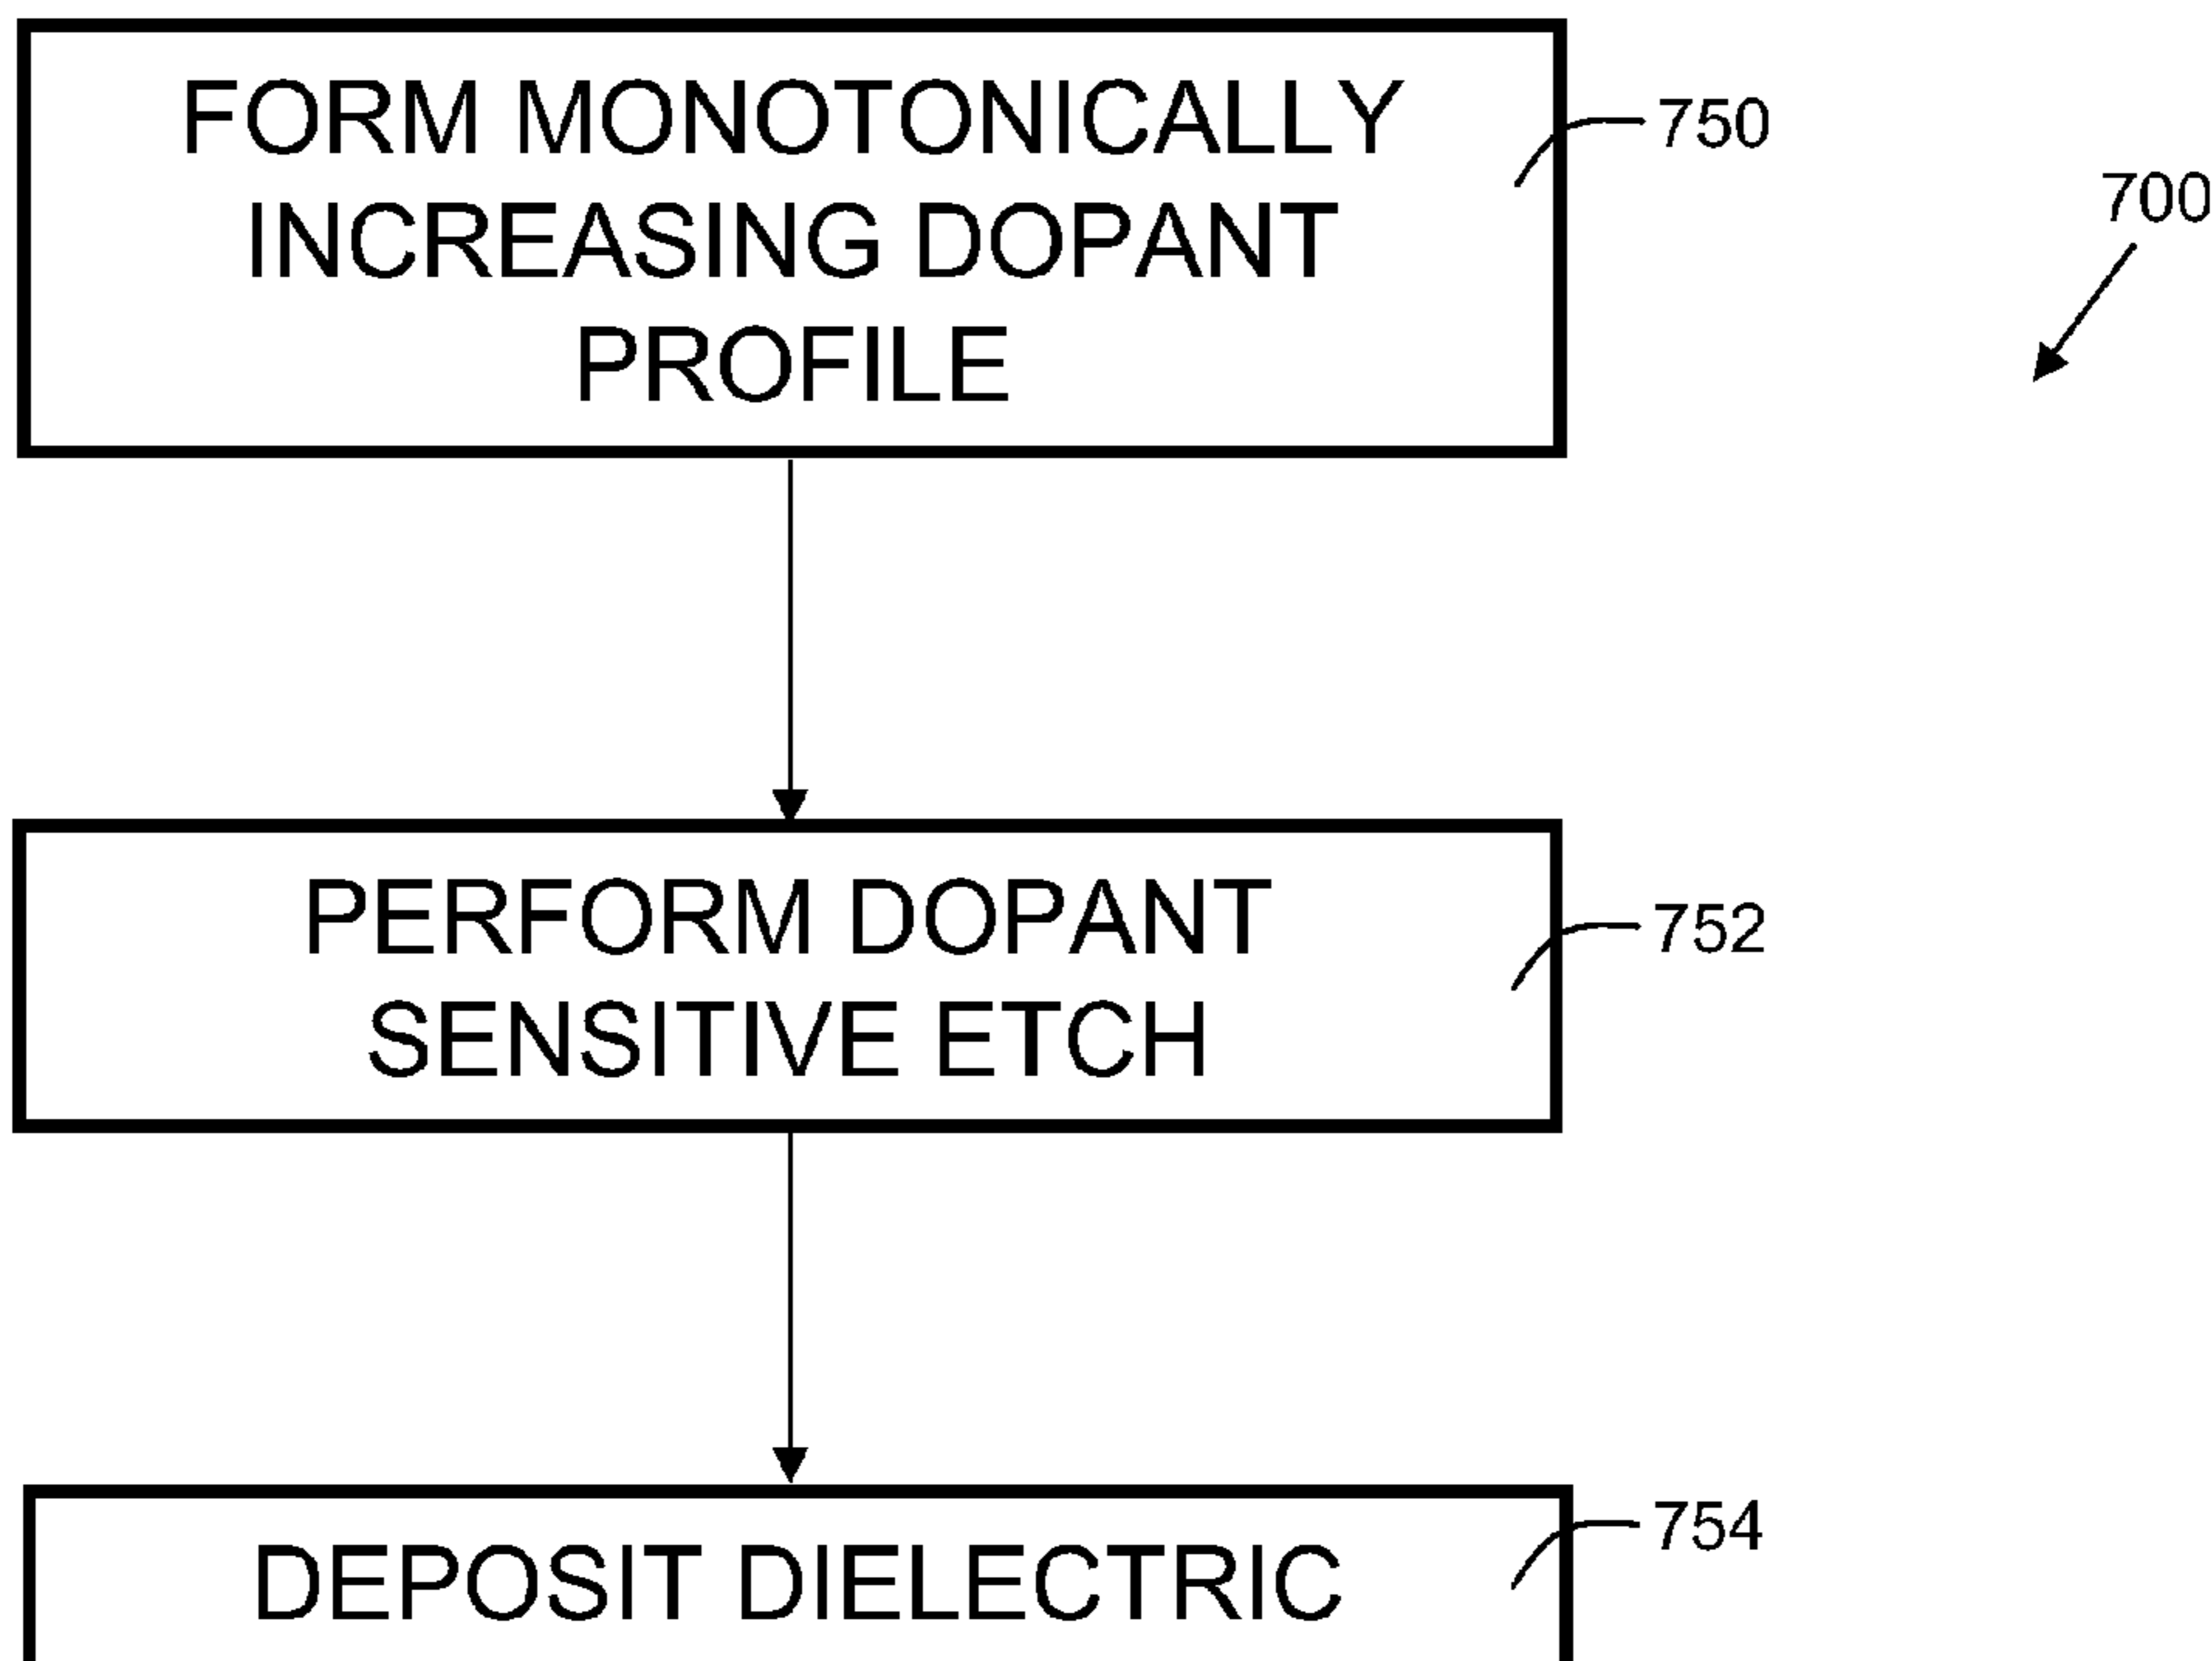 FORM MONOTONICALLY
INCREASING DOPANT
PROFILE
750
700
PERFORM DOPANT
SENSITIVE ETCH
752
DEPOSIT DIELECTRIC
754